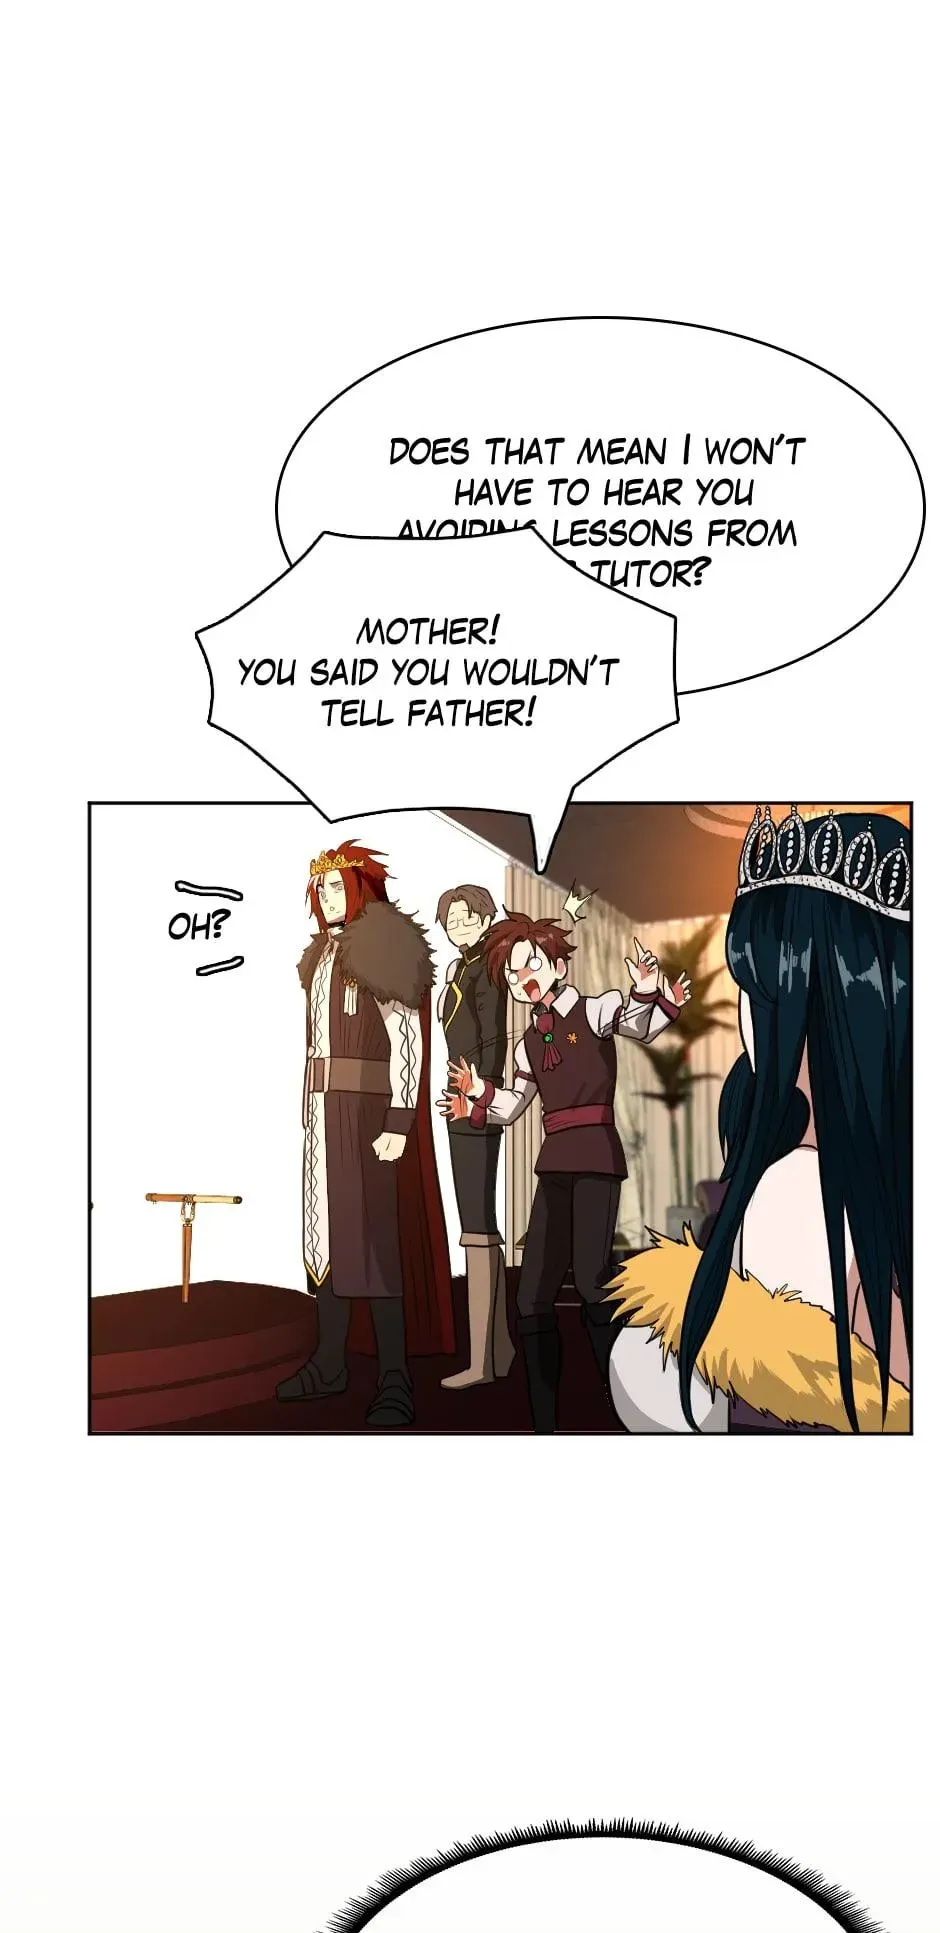 DOES THAT MEAN I WON'T
HAVE TO HEAR YOU
AVOIDING LESSONS FROM
TUTOR?
MOTHER!
YOU SAID YOU WOULDN'T
TELL FATHER!
OH?